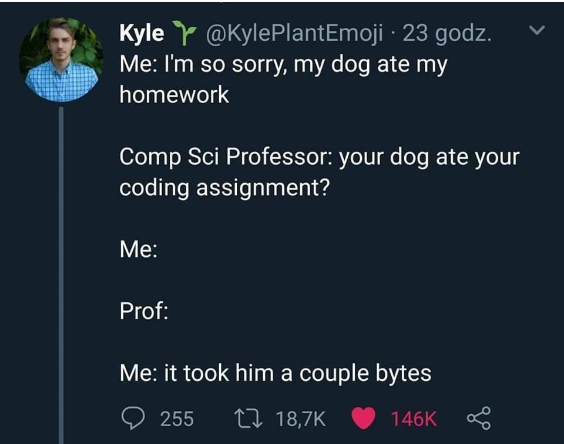 Kyle 🌱 @KylePlantEmoji · 23 godz.
Me: I'm so sorry, my dog ate my
homework
Comp Sci Professor: your dog ate your
coding assignment?
Me:
Prof:
Me: it took him a couple bytes
255 18,7K 146K